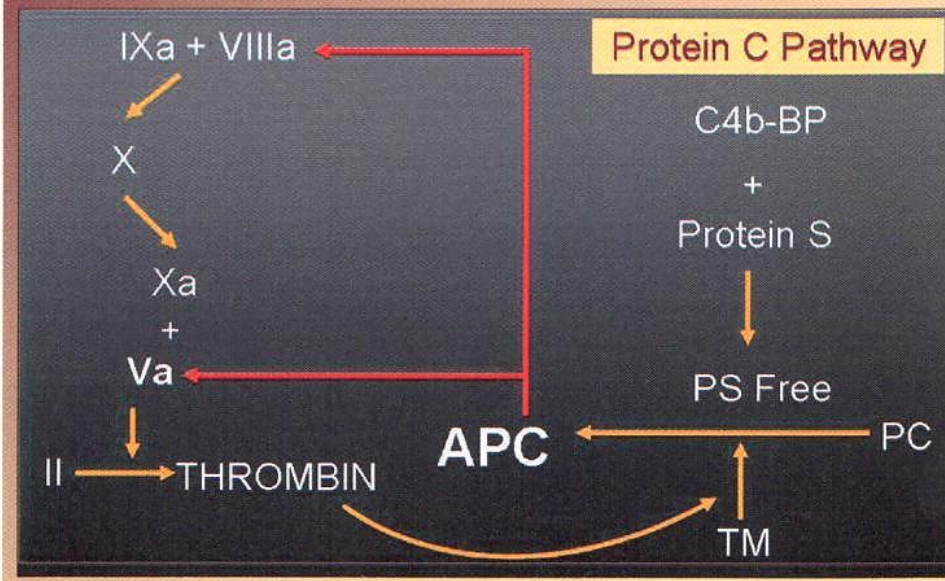 Protein C Pathway
IXa + VIIIa
X
Xa
+
Va
II
THROMBIN
APC
C4b-BP
+
Protein S
PS Free
PC
TM